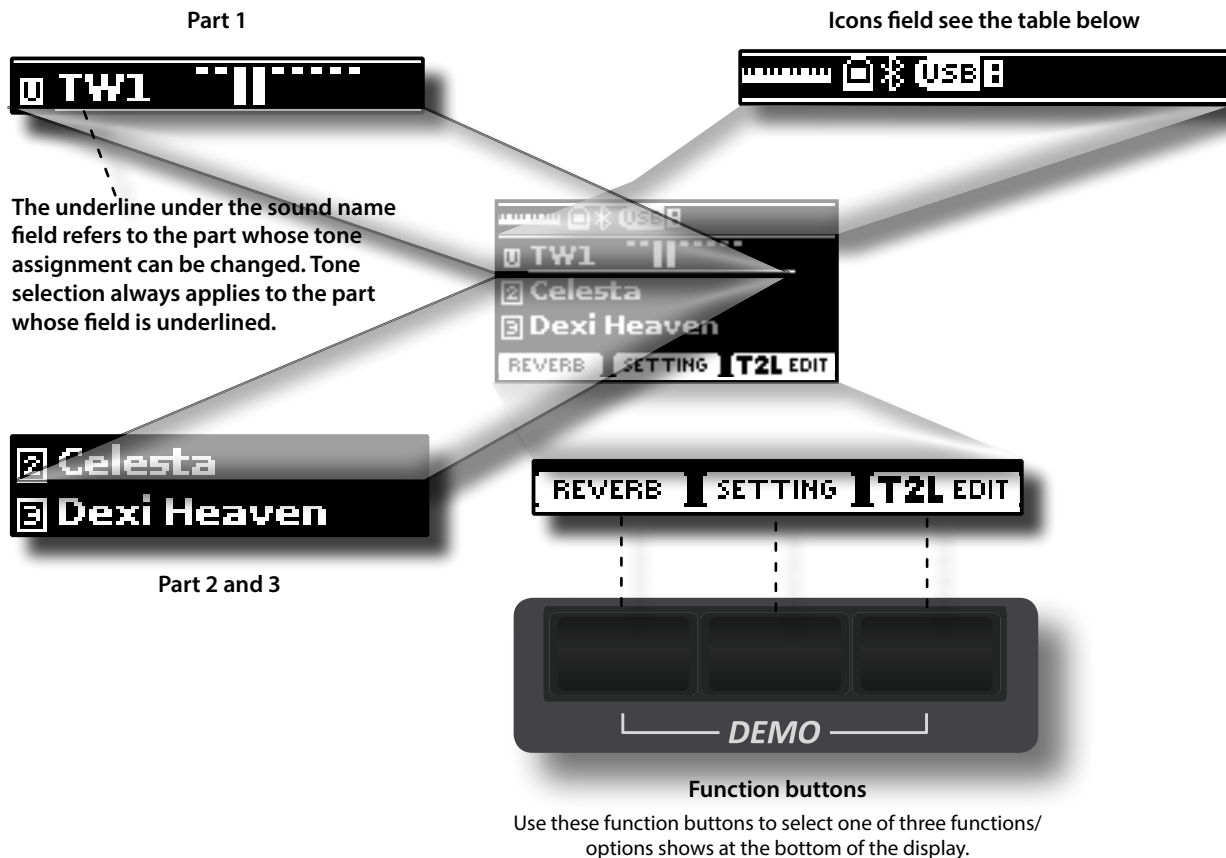 Part 1
Icons field see the table below
U TW1
USB
The underline under the sound name
field refers to the part whose tone
assignment can be changed. Tone
selection always applies to the part
whose field is underlined.
USB
U TW1
2 Celesta
3 Dexi Heaven
REVERB SETTING T2L EDIT
2 Celesta
3 Dexi Heaven
Part 2 and 3
REVERB SETTING T2L EDIT
DEMO
Function buttons
Use these function buttons to select one of three functions/
options shows at the bottom of the display.